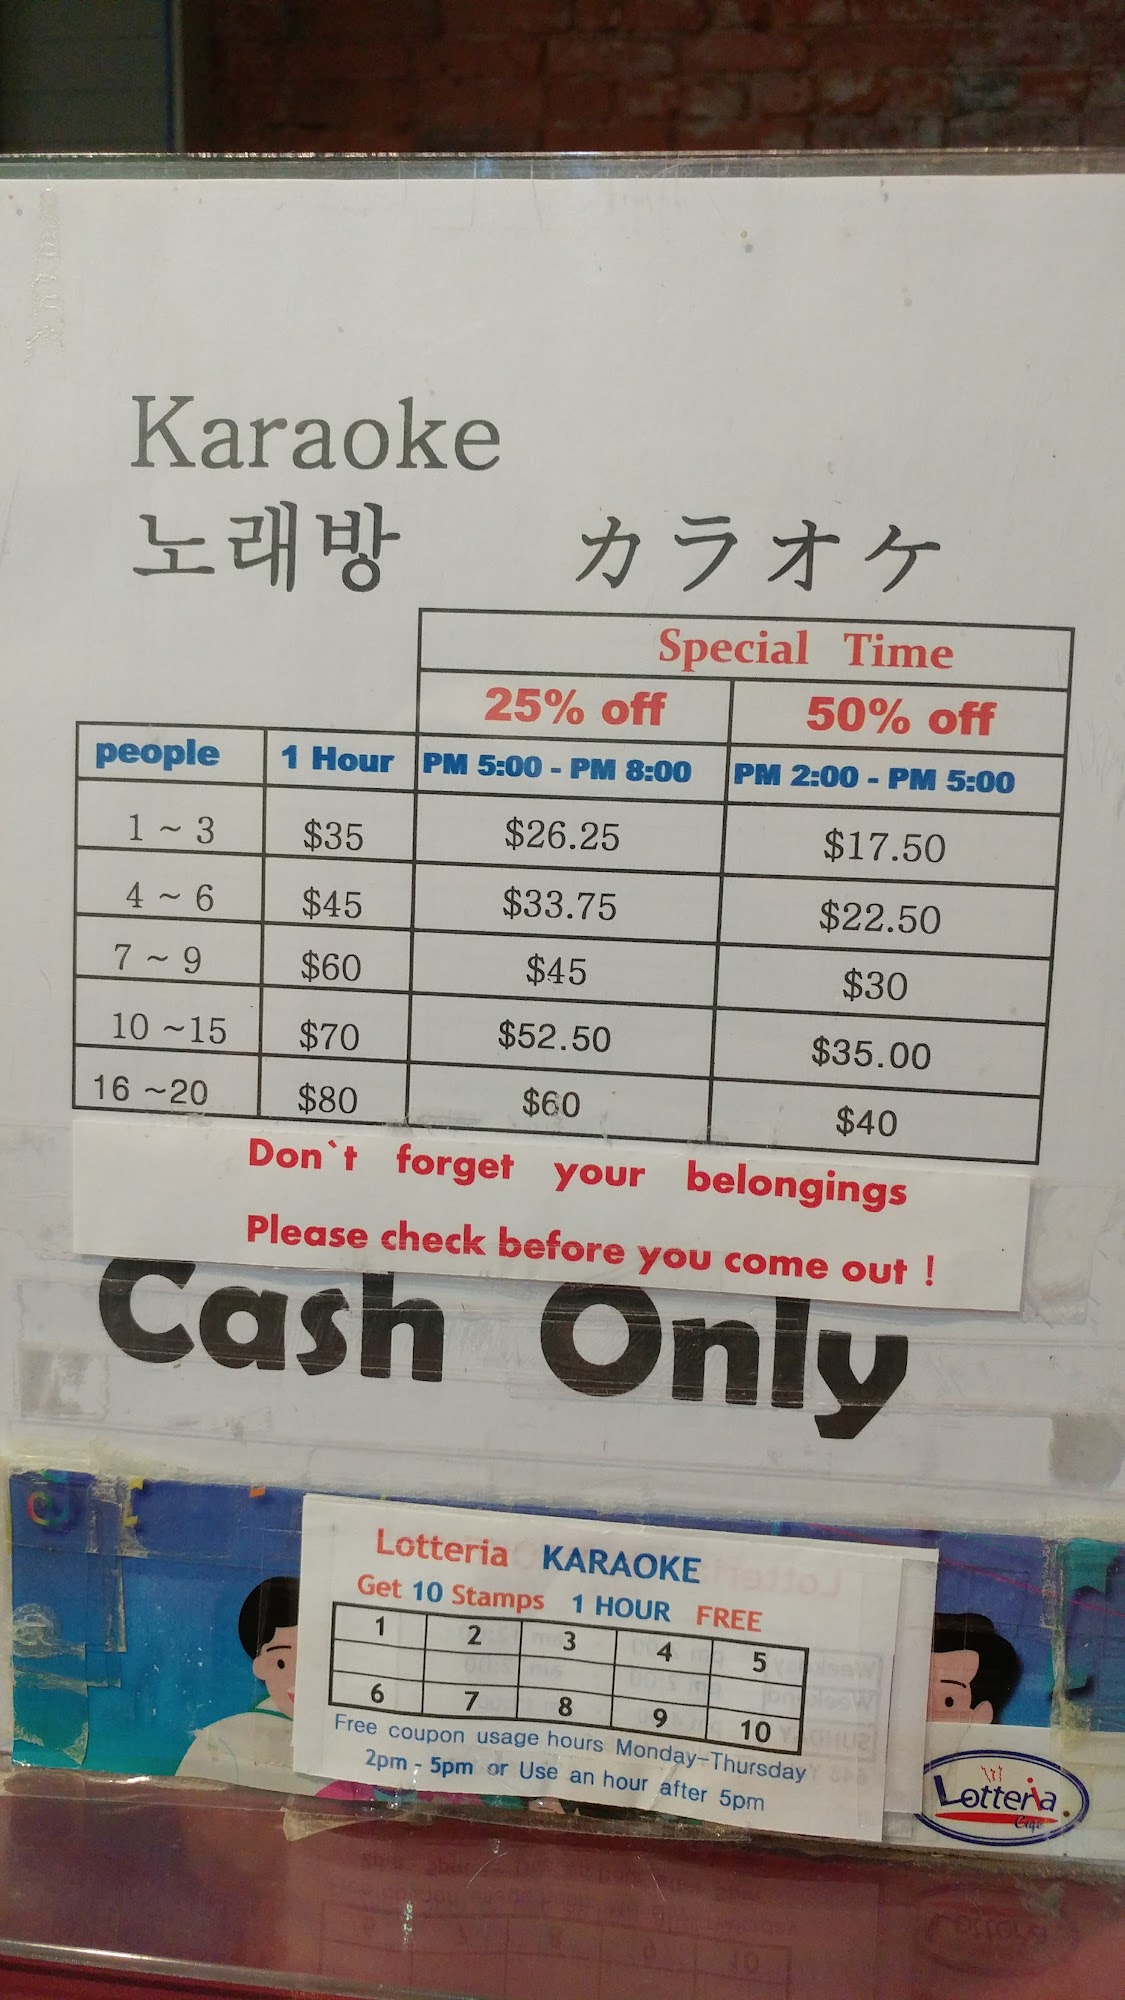 Karaoke
노래방 カラオケ
Special Time
25% off 50% off
people 1 Hour PM 5:00 - PM 8:00 PM 2:00 - PM 5:00
1 ~ 3 $35 $26.25 $17.50
4 ~ 6 $45 $33.75 $22.50
7 ~ 9 $60 $45 $30
10 ~15 $70 $52.50 $35.00
16 ~20 $80 $60 $40
Don`t forget your belongings
Please check before you come out !
Cash Only
Lotteria KARAOKE
Get 10 Stamps 1 HOUR FREE
1 2 3 4 5
6 7 8 9 10
Free coupon usage hours Monday-Thursday
2pm - 5pm or Use an hour after 5pm
Lotteria
Cafe